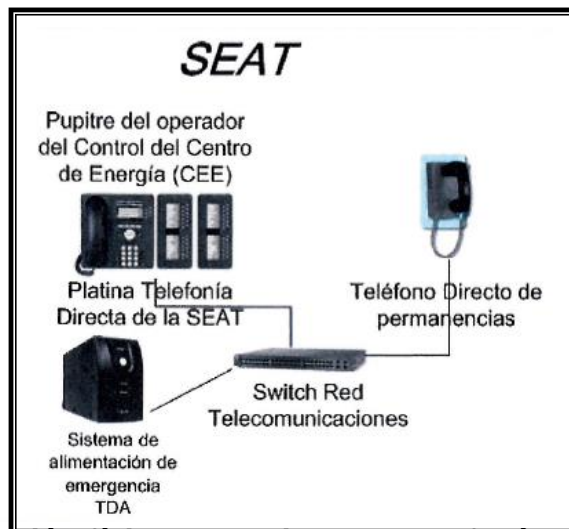 SEAT
Pupitre del operador
del Control del Centro
de Energía (CEE)
Platina Telefonía
Directa de la SEAT
Teléfono Directo de
permanencias
Switch Red
Telecomunicaciones
Sistema de
alimentación de
emergencia
TDA